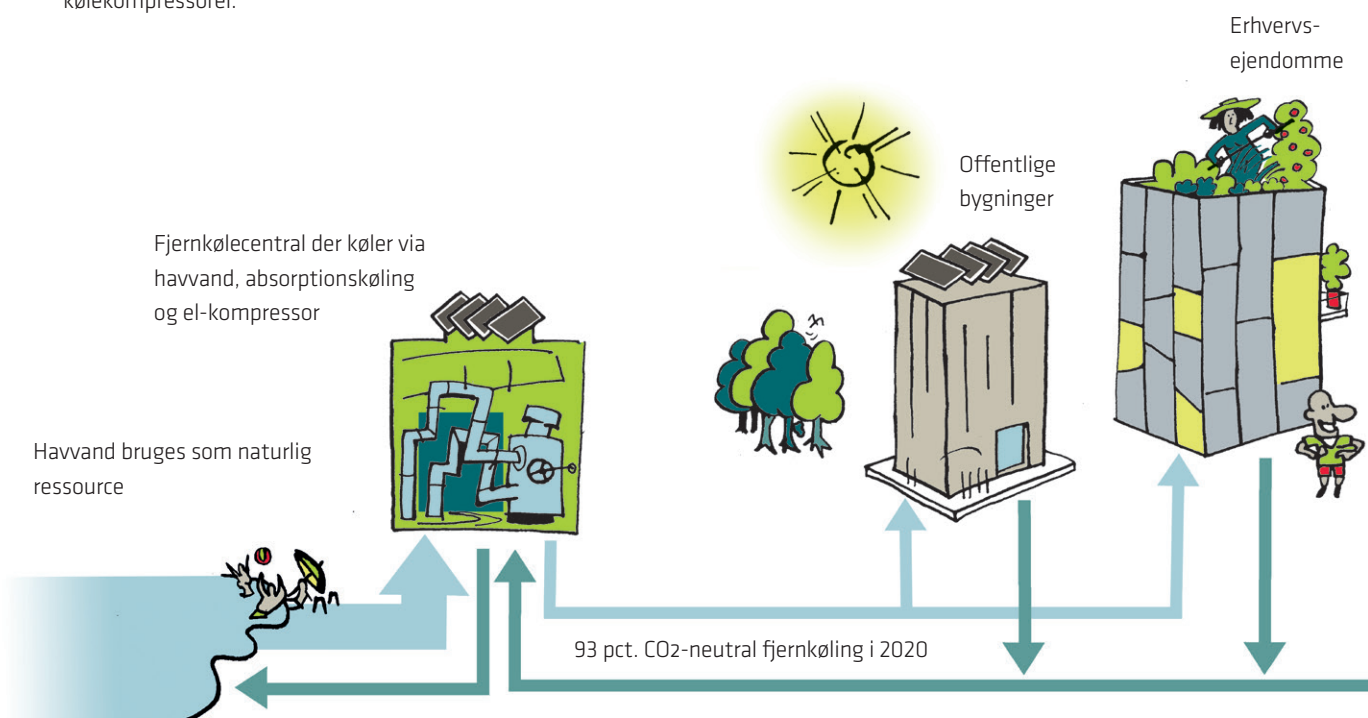 kølekompressorer.
Erhvervs-
ejendomme
Offentlige
bygninger
Fjernkølecentral der køler via
havvand, absorptionskøling
og el-kompressor
Havvand bruges som naturlig
ressource
93 pct. CO2-neutral fjernkøling i 2020